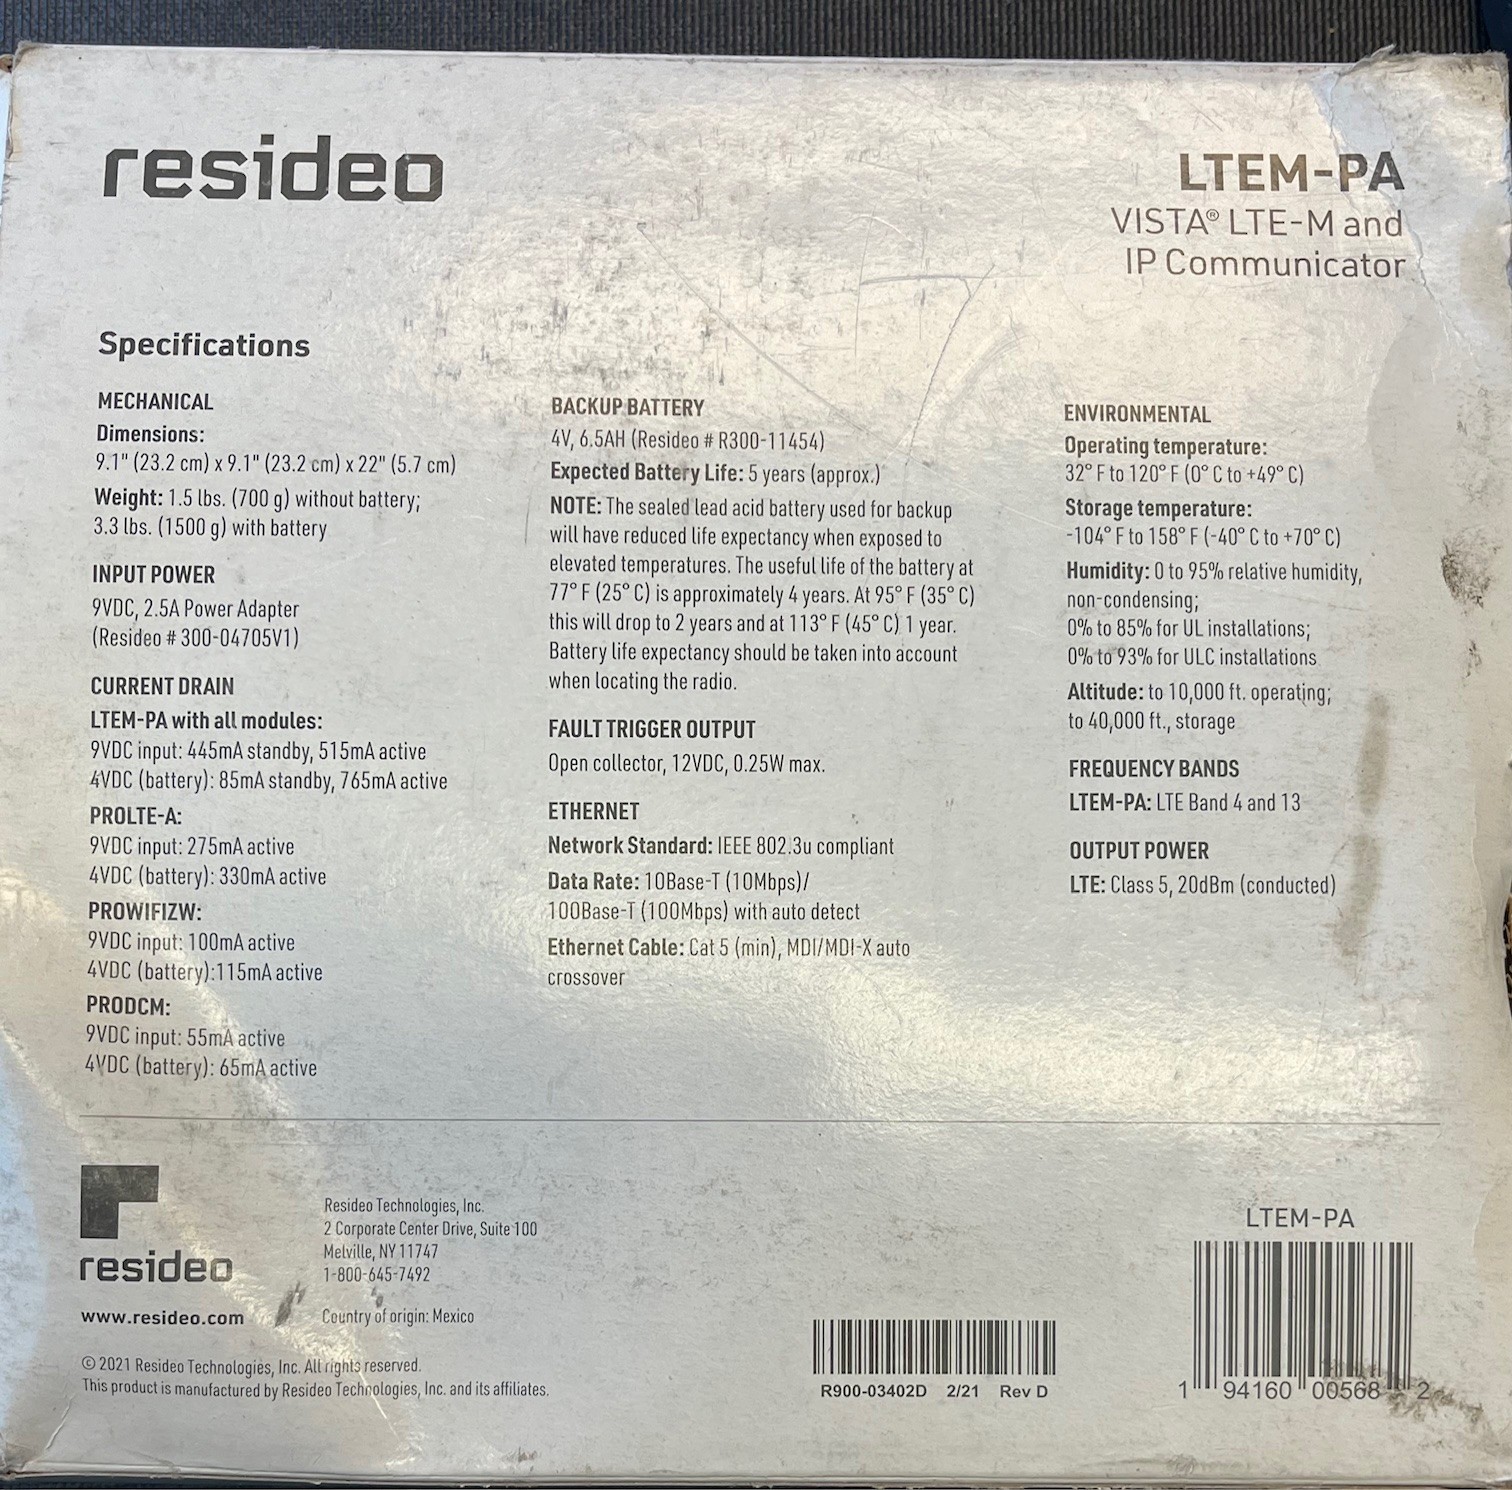 resideo
LTEM-PA
VISTA® LTE-M and
IP Communicator
Specifications
MECHANICAL
Dimensions:
9.1" (23.2 cm) x 9.1" (23.2 cm) x 22" (5.7 cm)
Weight: 1.5 lbs. (700 g) without battery;
3.3 lbs. (1500 g) with battery
INPUT POWER
9VDC, 2.5A Power Adapter
(Resideo # 300-04705V1)
CURRENT DRAIN
LTEM-PA with all modules:
9VDC input: 445mA standby, 515mA active
4VDC (battery): 85mA standby, 765mA active
PROLTE-A:
9VDC input: 275mA active
4VDC (battery): 330mA active
PROWIFIZW:
9VDC input: 100mA active
4VDC (battery):115mA active
PRODCM:
9VDC input: 55mA active
4VDC (battery): 65mA active
BACKUP BATTERY
4V, 6.5AH (Resideo # R300-11454)
Expected Battery Life: 5 years (approx.)
NOTE: The sealed lead acid battery used for backup
will have reduced life expectancy when exposed to
elevated temperatures. The useful life of the battery at
77° F (25° C) is approximately 4 years. At 95° F (35° C)
this will drop to 2 years and at 113° F (45° C) 1 year.
Battery life expectancy should be taken into account
when locating the radio.
FAULT TRIGGER OUTPUT
Open collector, 12VDC, 0.25W max.
ETHERNET
Network Standard: IEEE 802.3u compliant
Data Rate: 10Base-T (10Mbps)/
100Base-T (100Mbps) with auto detect
Ethernet Cable: Cat 5 (min), MDI/MDI-X auto
crossover
ENVIRONMENTAL
Operating temperature:
32° F to 120° F (0° C to +49° C)
Storage temperature:
-104° F to 158° F (-40° C to +70° C)
Humidity: 0 to 95% relative humidity,
non-condensing;
0% to 85% for UL installations;
0% to 93% for ULC installations
Altitude: to 10,000 ft. operating;
to 40,000 ft., storage
FREQUENCY BANDS
LTEM-PA: LTE Band 4 and 13
OUTPUT POWER
LTE: Class 5, 20dBm (conducted)
resideo
www.resideo.com
Resideo Technologies, Inc.
2 Corporate Center Drive, Suite 100
Melville, NY 11747
1-800-645-7492
Country of origin: Mexico
© 2021 Resideo Technologies, Inc. All rights reserved.
This product is manufactured by Resideo Technologies, Inc. and its affiliates.
R900-03402D 2/21 Rev D
LTEM-PA
1 94160 00568 2